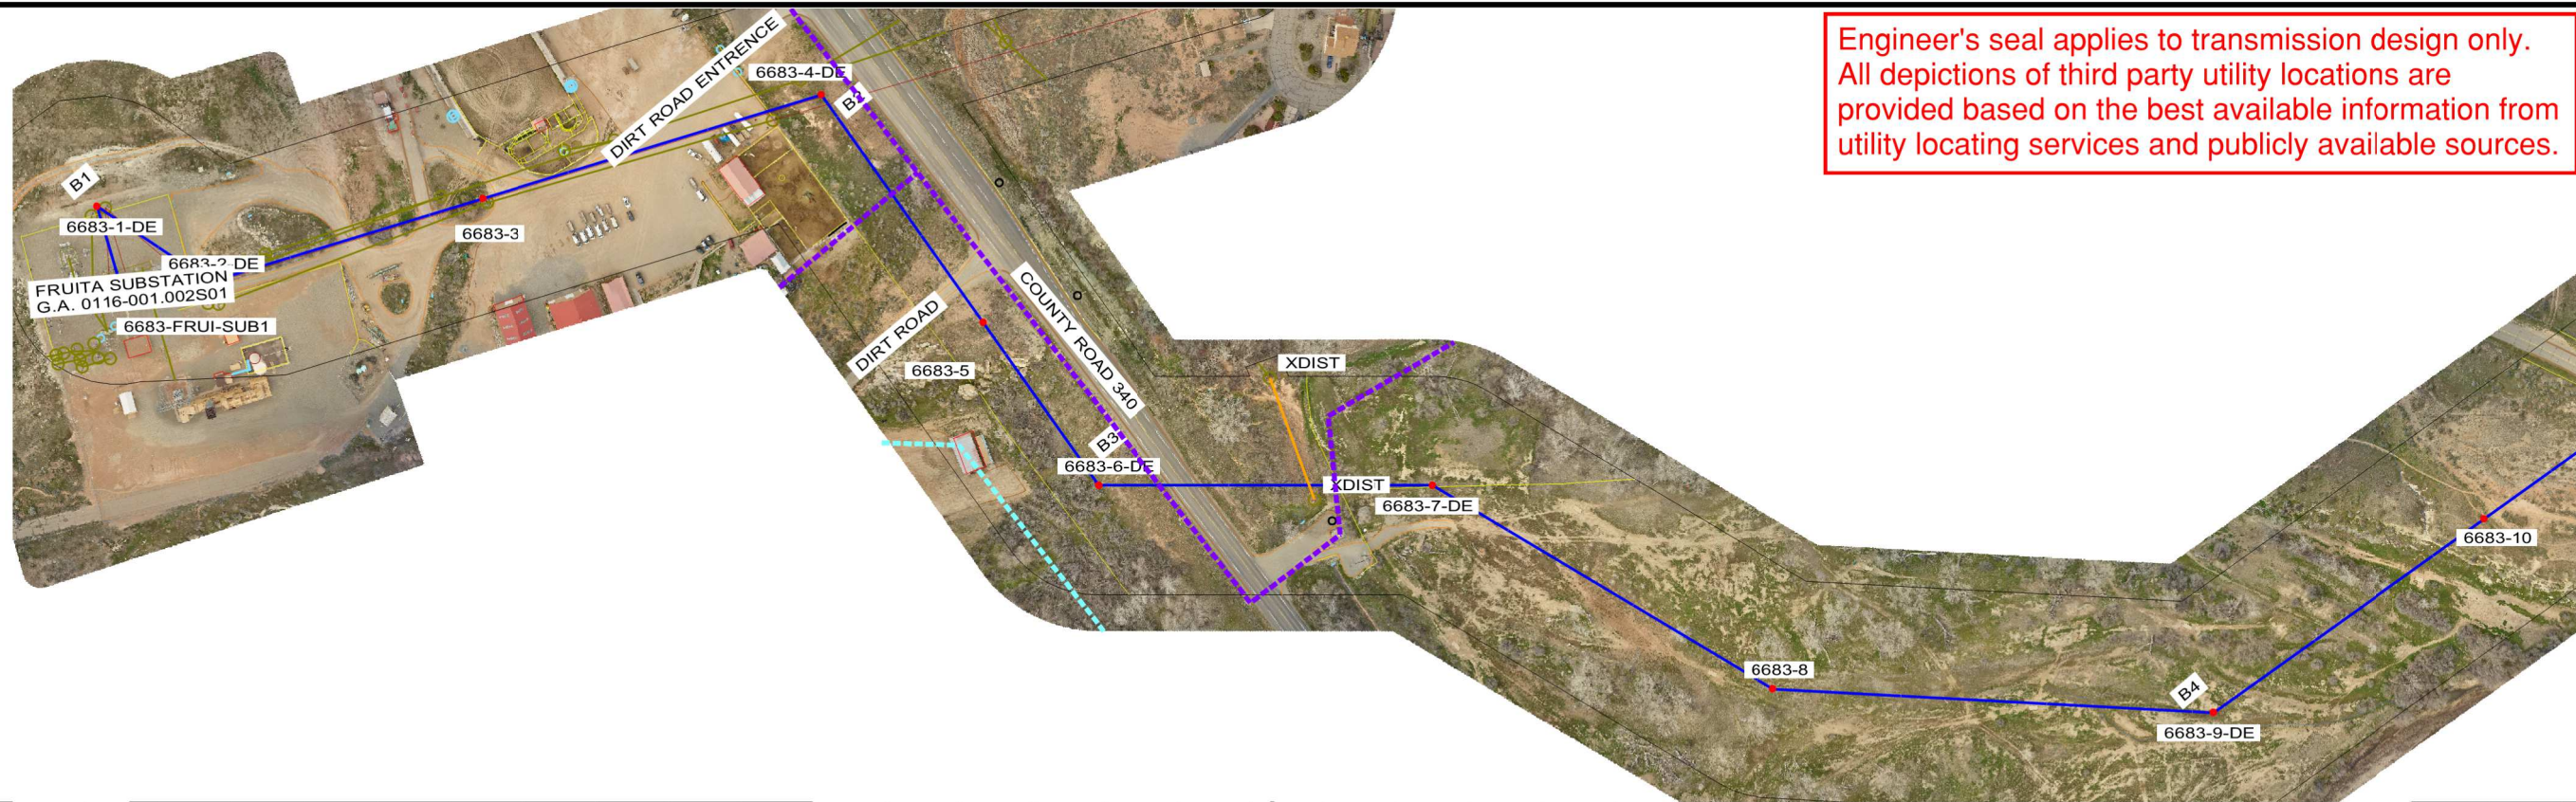 Engineer's seal applies to transmission design only.
All depictions of third party utility locations are
provided based on the best available information from
utility locating services and publicly available sources.
DIRT ROAD ENTRENCE
6683-4-DE
B2
B1
6683-1-DE
6683-3
6683-2-DE
FRUITA SUBSTATION
G.A. 0116-001.002S01
6683-FRUI-SUB1
COUNTY ROAD 340
DIRT ROAD
6683-5
XDIST
B3
6683-6-DE
XDIST
6683-7-DE
6683-10
6683-8
B4
6683-9-DE